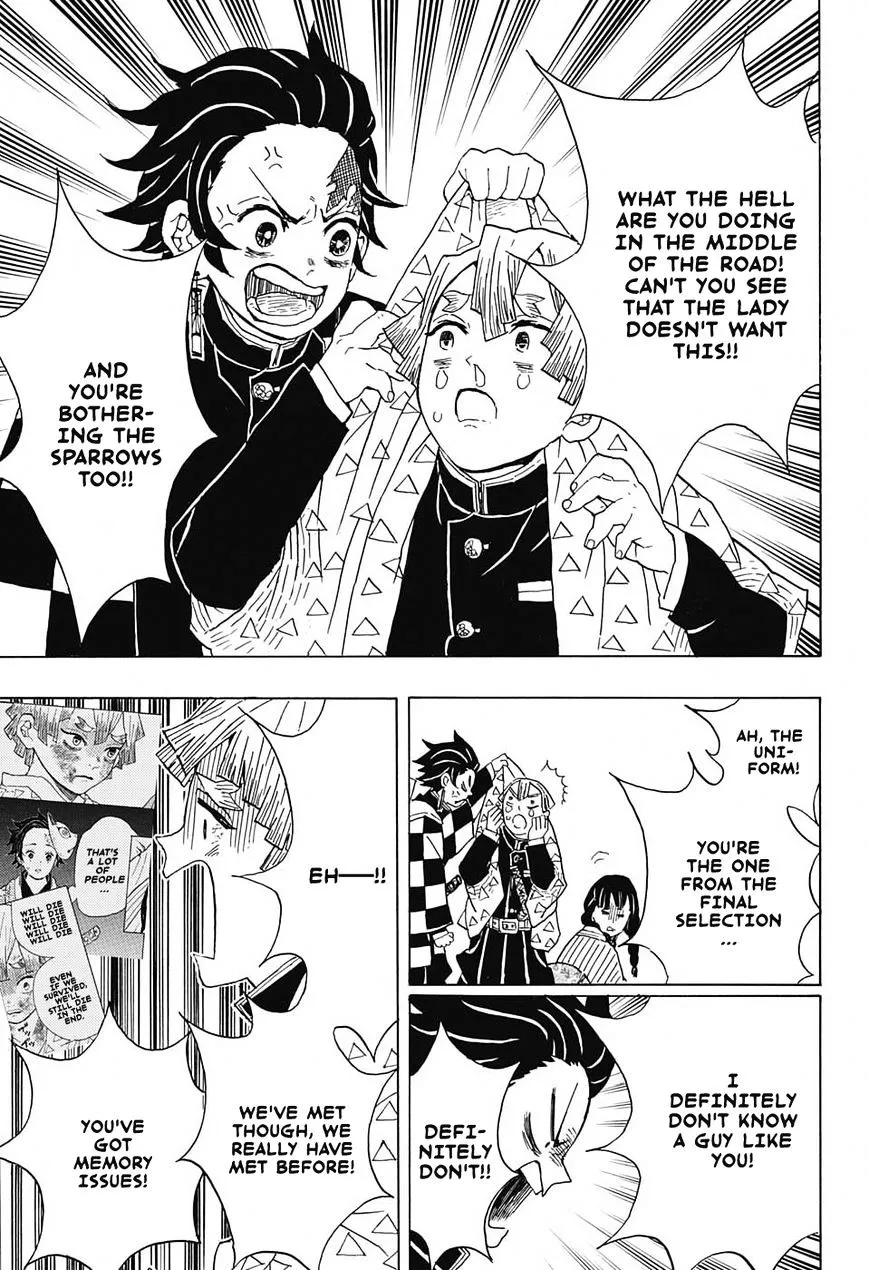 WHAT THE HELL
ARE YOU DOING
IN THE MIDDLE
OF THE ROAD!
CAN'T YOU SEE
THAT THE LADY
DOESN'T WANT
THIS!!
AND
YOU'RE
BOTHER-
ING THE
SPARROWS
TOO!!
AH, THE
UNI-
FORM!
YOU'RE
THE ONE
FROM THE
FINAL
SELECTION
...
I
DEFINITELY
DON'T KNOW
A GUY LIKE
YOU!
DEFI-
NITELY
DON'T!!
EH——!!
THAT'S
A LOT
OF
PEOPLE
...
WILL DIE
WILL DIE
WILL DIE
WILL DIE
WILL DIE
EVEN
IF WE
SURVIVED,
WE'LL
STILL DIE
IN THE
END.
WE'VE MET
THOUGH, WE
REALLY HAVE
MET BEFORE!
YOU'VE
GOT
MEMORY
ISSUES!